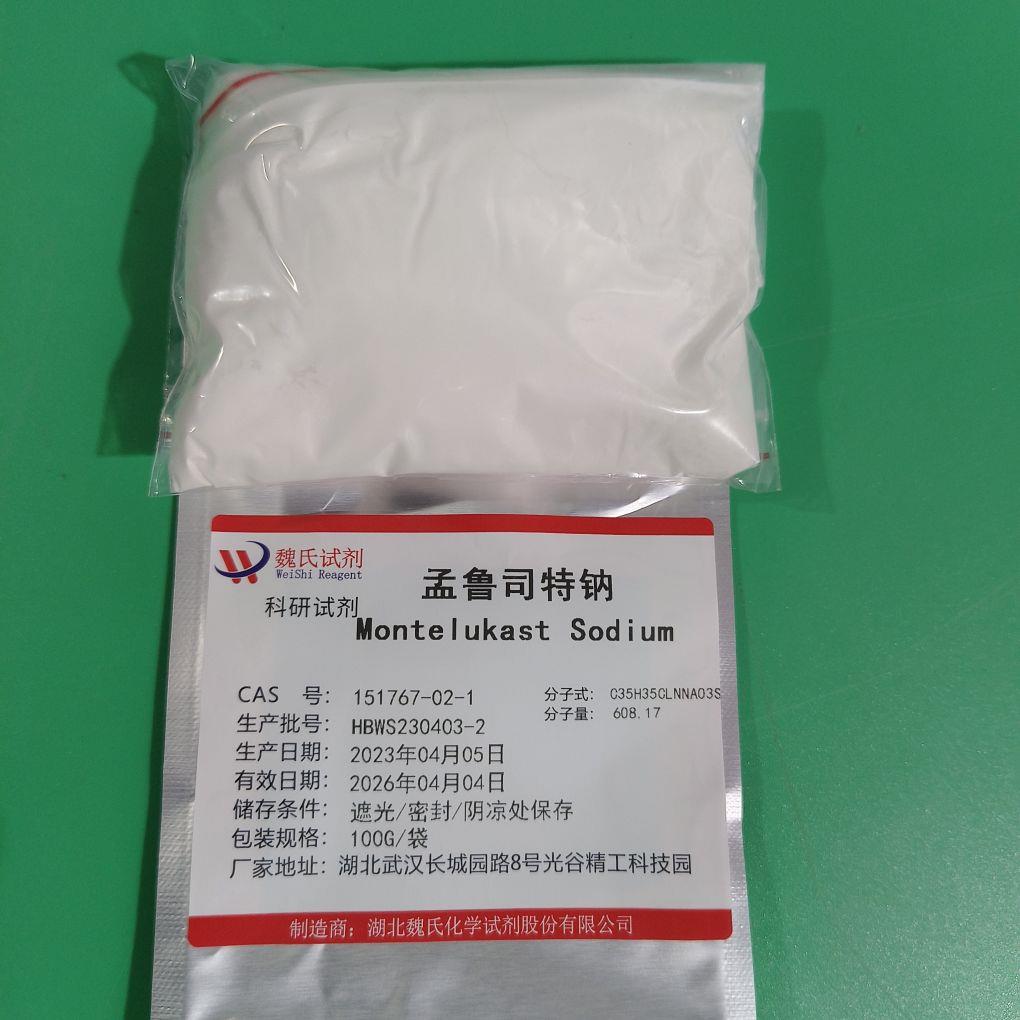 魏氏试剂
WeiShi Reagent
科研试剂
孟鲁司特钠
Montelukast Sodium
CAS 号： 151767-02-1
分子式： C35H35CLNNAO3S
生产批号： HBWS230403-2
分子量： 608.17
生产日期： 2023年04月05日
有效日期： 2026年04月04日
储存条件： 遮光/密封/阴凉处保存
包装规格： 100G/袋
厂家地址： 湖北武汉长城园路8号光谷精工科技园
制造商：湖北魏氏化学试剂股份有限公司